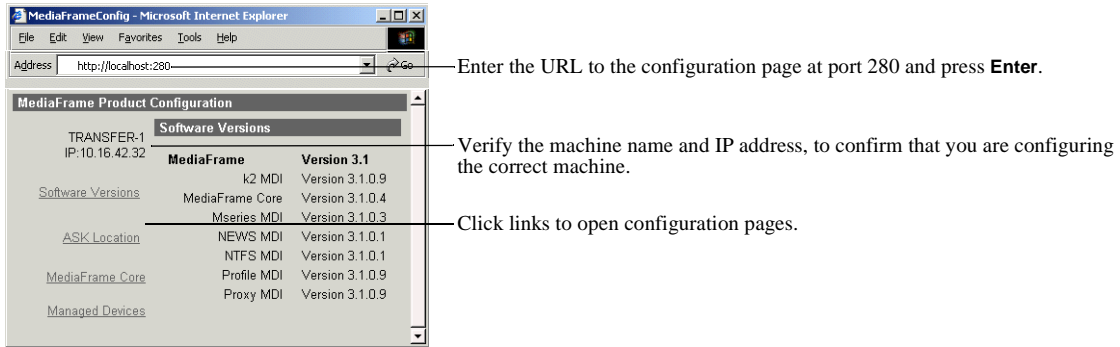 MediaFrameConfig - Microsoft Internet Explorer
File Edit View Favorites Tools Help
Address http://localhost:280 Go
Enter the URL to the configuration page at port 280 and press Enter.
MediaFrame Product Configuration
TRANSFER-1
IP:10.16.42.32
Software Versions
ASK Location
MediaFrame Core
Managed Devices
Software Versions
MediaFrame Version 3.1
k2 MDI Version 3.1.0.9
MediaFrame Core Version 3.1.0.4
Mseries MDI Version 3.1.0.3
NEWS MDI Version 3.1.0.1
NTFS MDI Version 3.1.0.1
Profile MDI Version 3.1.0.9
Proxy MDI Version 3.1.0.9
Verify the machine name and IP address, to confirm that you are configuring
the correct machine.
Click links to open configuration pages.